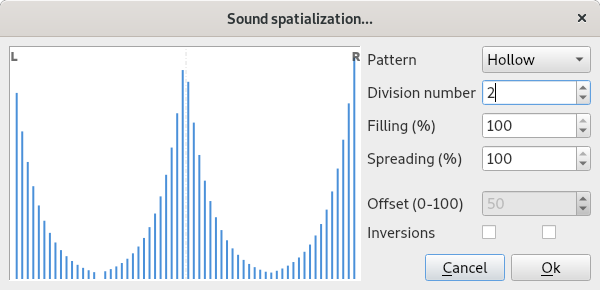 Sound spatialization...
L R
Pattern Hollow
Division number 2
Filling (%) 100
Spreading (%) 100
Offset (0-100) 50
Inversions
Cancel Ok